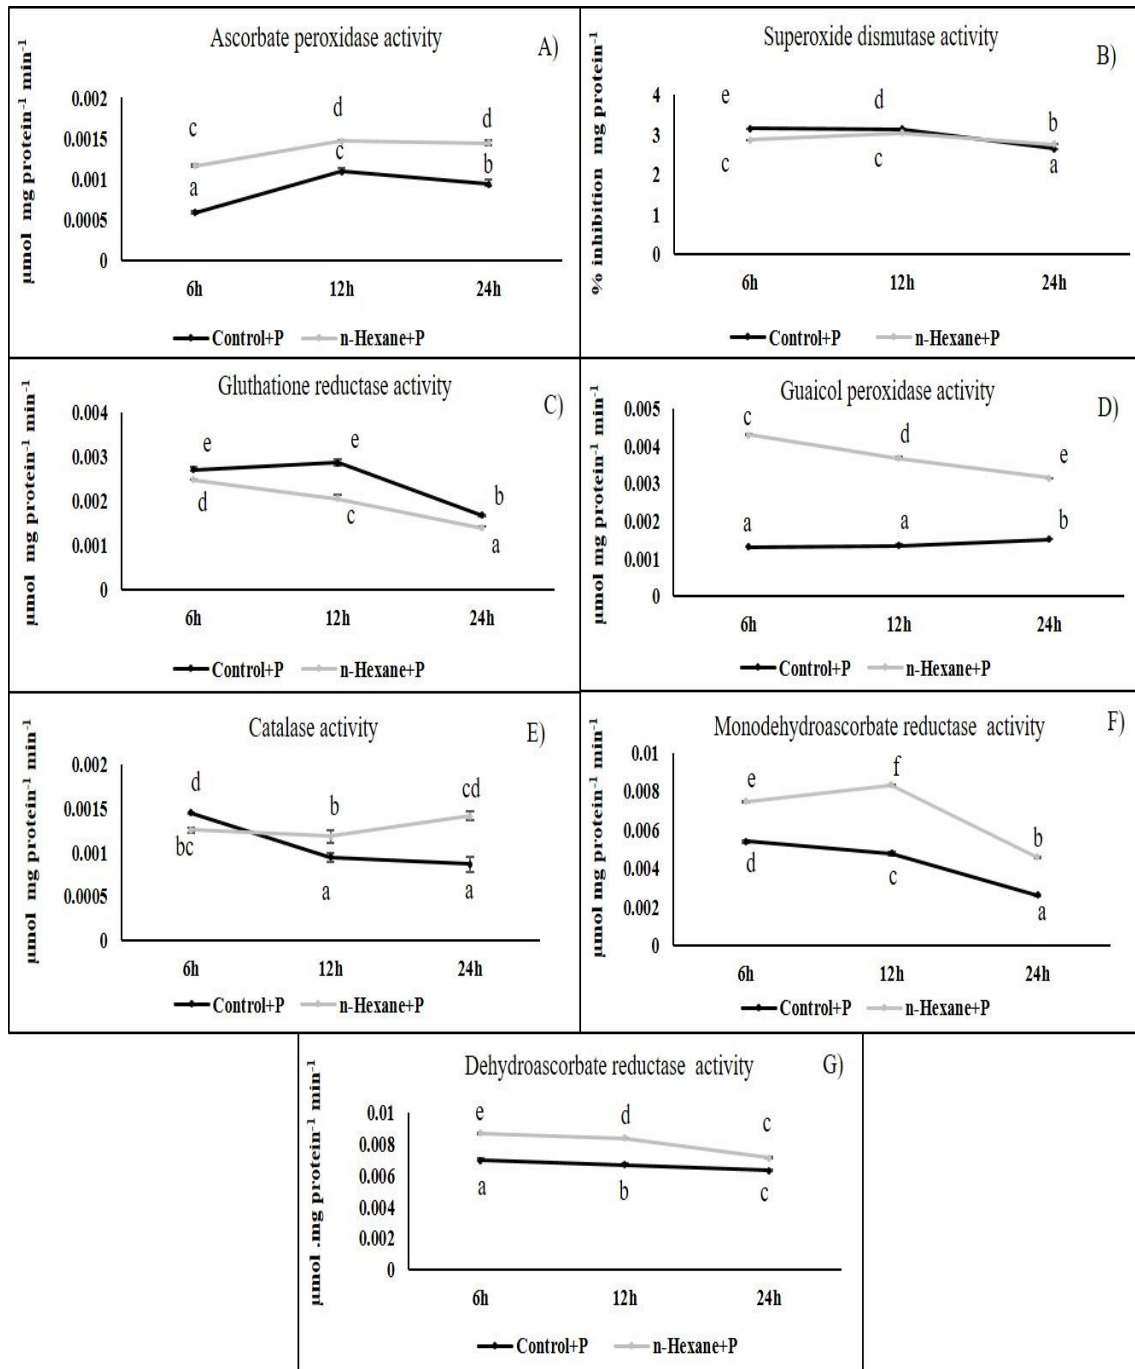 Ascorbate peroxidase activity
A)
µmol mg protein⁻¹ min⁻¹
0.002
0.0015
0.001
0.0005
0
c
d
d
a
c
b
6h 12h 24h
Control+P n-Hexane+P
Superoxide dismutase activity
B)
% inhibition mg protein⁻¹
4
3
2
1
0
e
d
b
c
c
a
6h 12h 24h
Control+P n-Hexane+P
Gluthatione reductase activity
C)
µmol mg protein⁻¹ min⁻¹
0.004
0.003
0.002
0.001
0
e
e
b
d
c
a
6h 12h 24h
Control+P n-Hexane+P
Guaicol peroxidase activity
D)
µmol mg protein⁻¹ min⁻¹
0.005
0.004
0.003
0.002
0.001
0
c
d
e
a
a
b
6h 12h 24h
Control+P n-Hexane+P
Catalase activity
E)
µmol mg protein⁻¹ min⁻¹
0.002
0.0015
0.001
0.0005
0
d
b
cd
bc
a
a
6h 12h 24h
Control+P n-Hexane+P
Monodehydroascorbate reductase activity
F)
µmol mg protein⁻¹ min⁻¹
0.01
0.008
0.006
0.004
0.002
0
e
f
b
d
c
a
6h 12h 24h
Control+P n-Hexane+P
Dehydroascorbate reductase activity
G)
µmol .mg protein⁻¹ min⁻¹
0.01
0.008
0.006
0.004
0.002
0
e
d
c
a
b
c
6h 12h 24h
Control+P n-Hexane+P